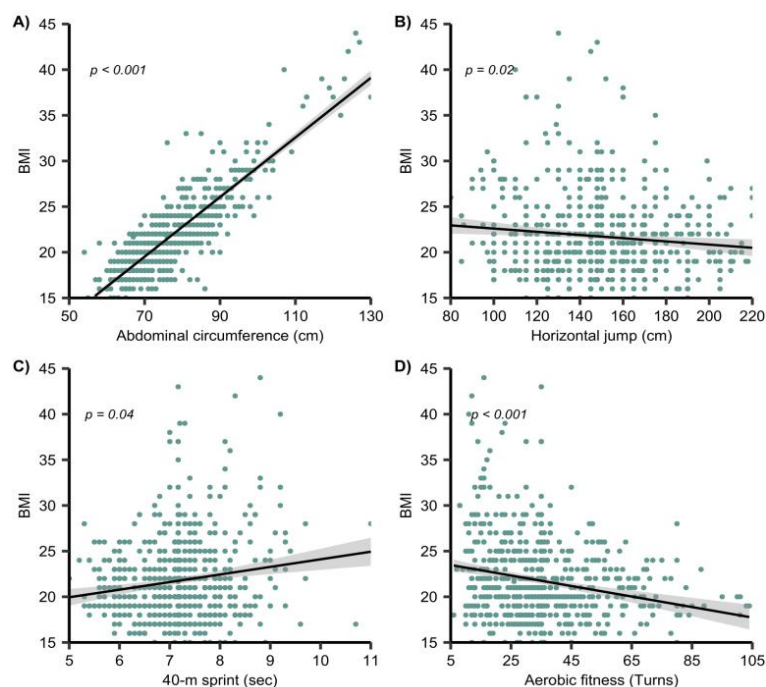 A)
45
40
35
30
25
20
15
BMI
p < 0.001
50 70 90 110 130
Abdominal circumference (cm)
B)
45
40
35
30
25
20
15
BMI
p = 0.02
80 100 120 140 160 180 200 220
Horizontal jump (cm)
C)
45
40
35
30
25
20
15
BMI
p = 0.04
5 6 7 8 9 10 11
40-m sprint (sec)
D)
45
40
35
30
25
20
15
BMI
p < 0.001
5 25 45 65 85 105
Aerobic fitness (Turns)